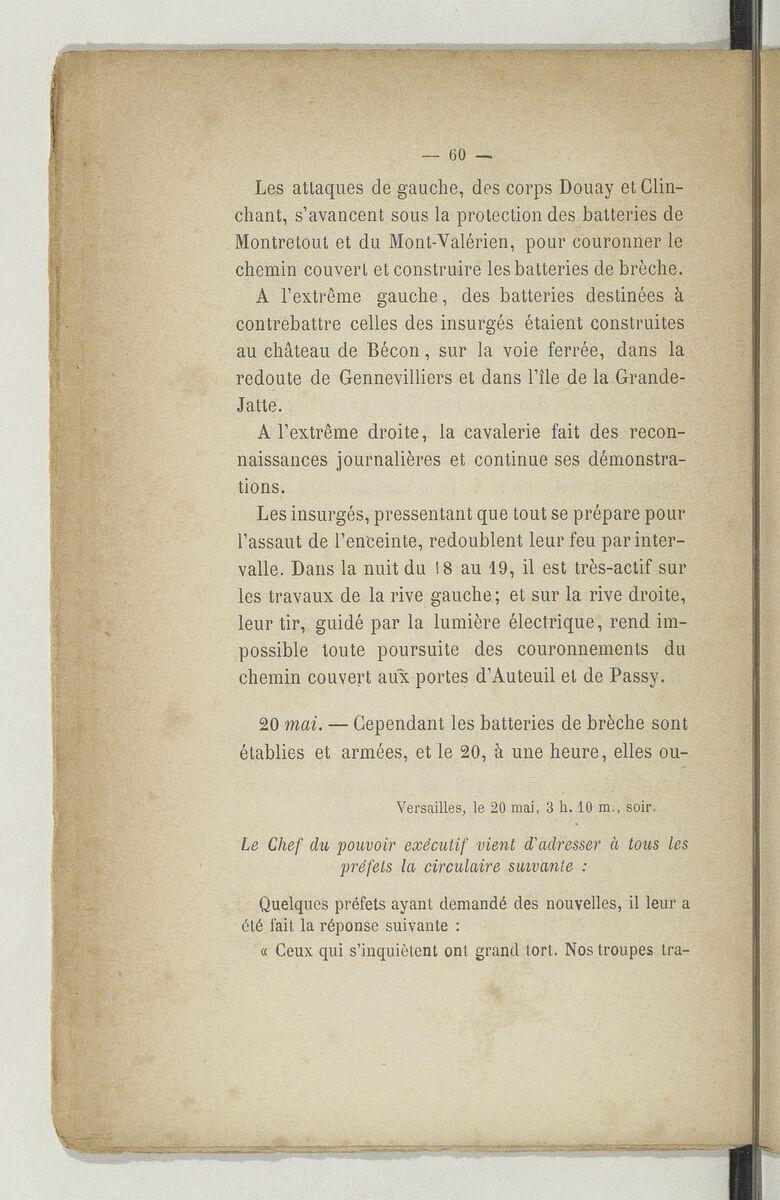 — 60 —
Les attaques de gauche, des corps Douay et Clin-
chant, s'avancent sous la protection des batteries de
Montretout et du Mont-Valérien, pour couronner le
chemin couvert et construire les batteries de brèche.
A l'extrême gauche, des batteries destinées à
contrebattre celles des insurgés étaient construites
au château de Bécon, sur la voie ferrée, dans la
redoute de Gennevilliers et dans l'île de la Grande-
Jatte.
A l'extrême droite, la cavalerie fait des recon-
naissances journalières et continue ses démonstra-
tions.
Les insurgés, pressentant que tout se prépare pour
l'assaut de l'enceinte, redoublent leur feu par inter-
valle. Dans la nuit du 18 au 19, il est très-actif sur
les travaux de la rive gauche; et sur la rive droite,
leur tir, guidé par la lumière électrique, rend im-
possible toute poursuite des couronnements du
chemin couvert aux portes d'Auteuil et de Passy.
20 mai. — Cependant les batteries de brèche sont
établies et armées, et le 20, à une heure, elles ou-
Versailles, le 20 mai, 3 h. 10 m., soir.
Le Chef du pouvoir exécutif vient d'adresser à tous les
préfets la circulaire suivante :
Quelques préfets ayant demandé des nouvelles, il leur a
été fait la réponse suivante :
« Ceux qui s'inquiètent ont grand tort. Nos troupes tra-